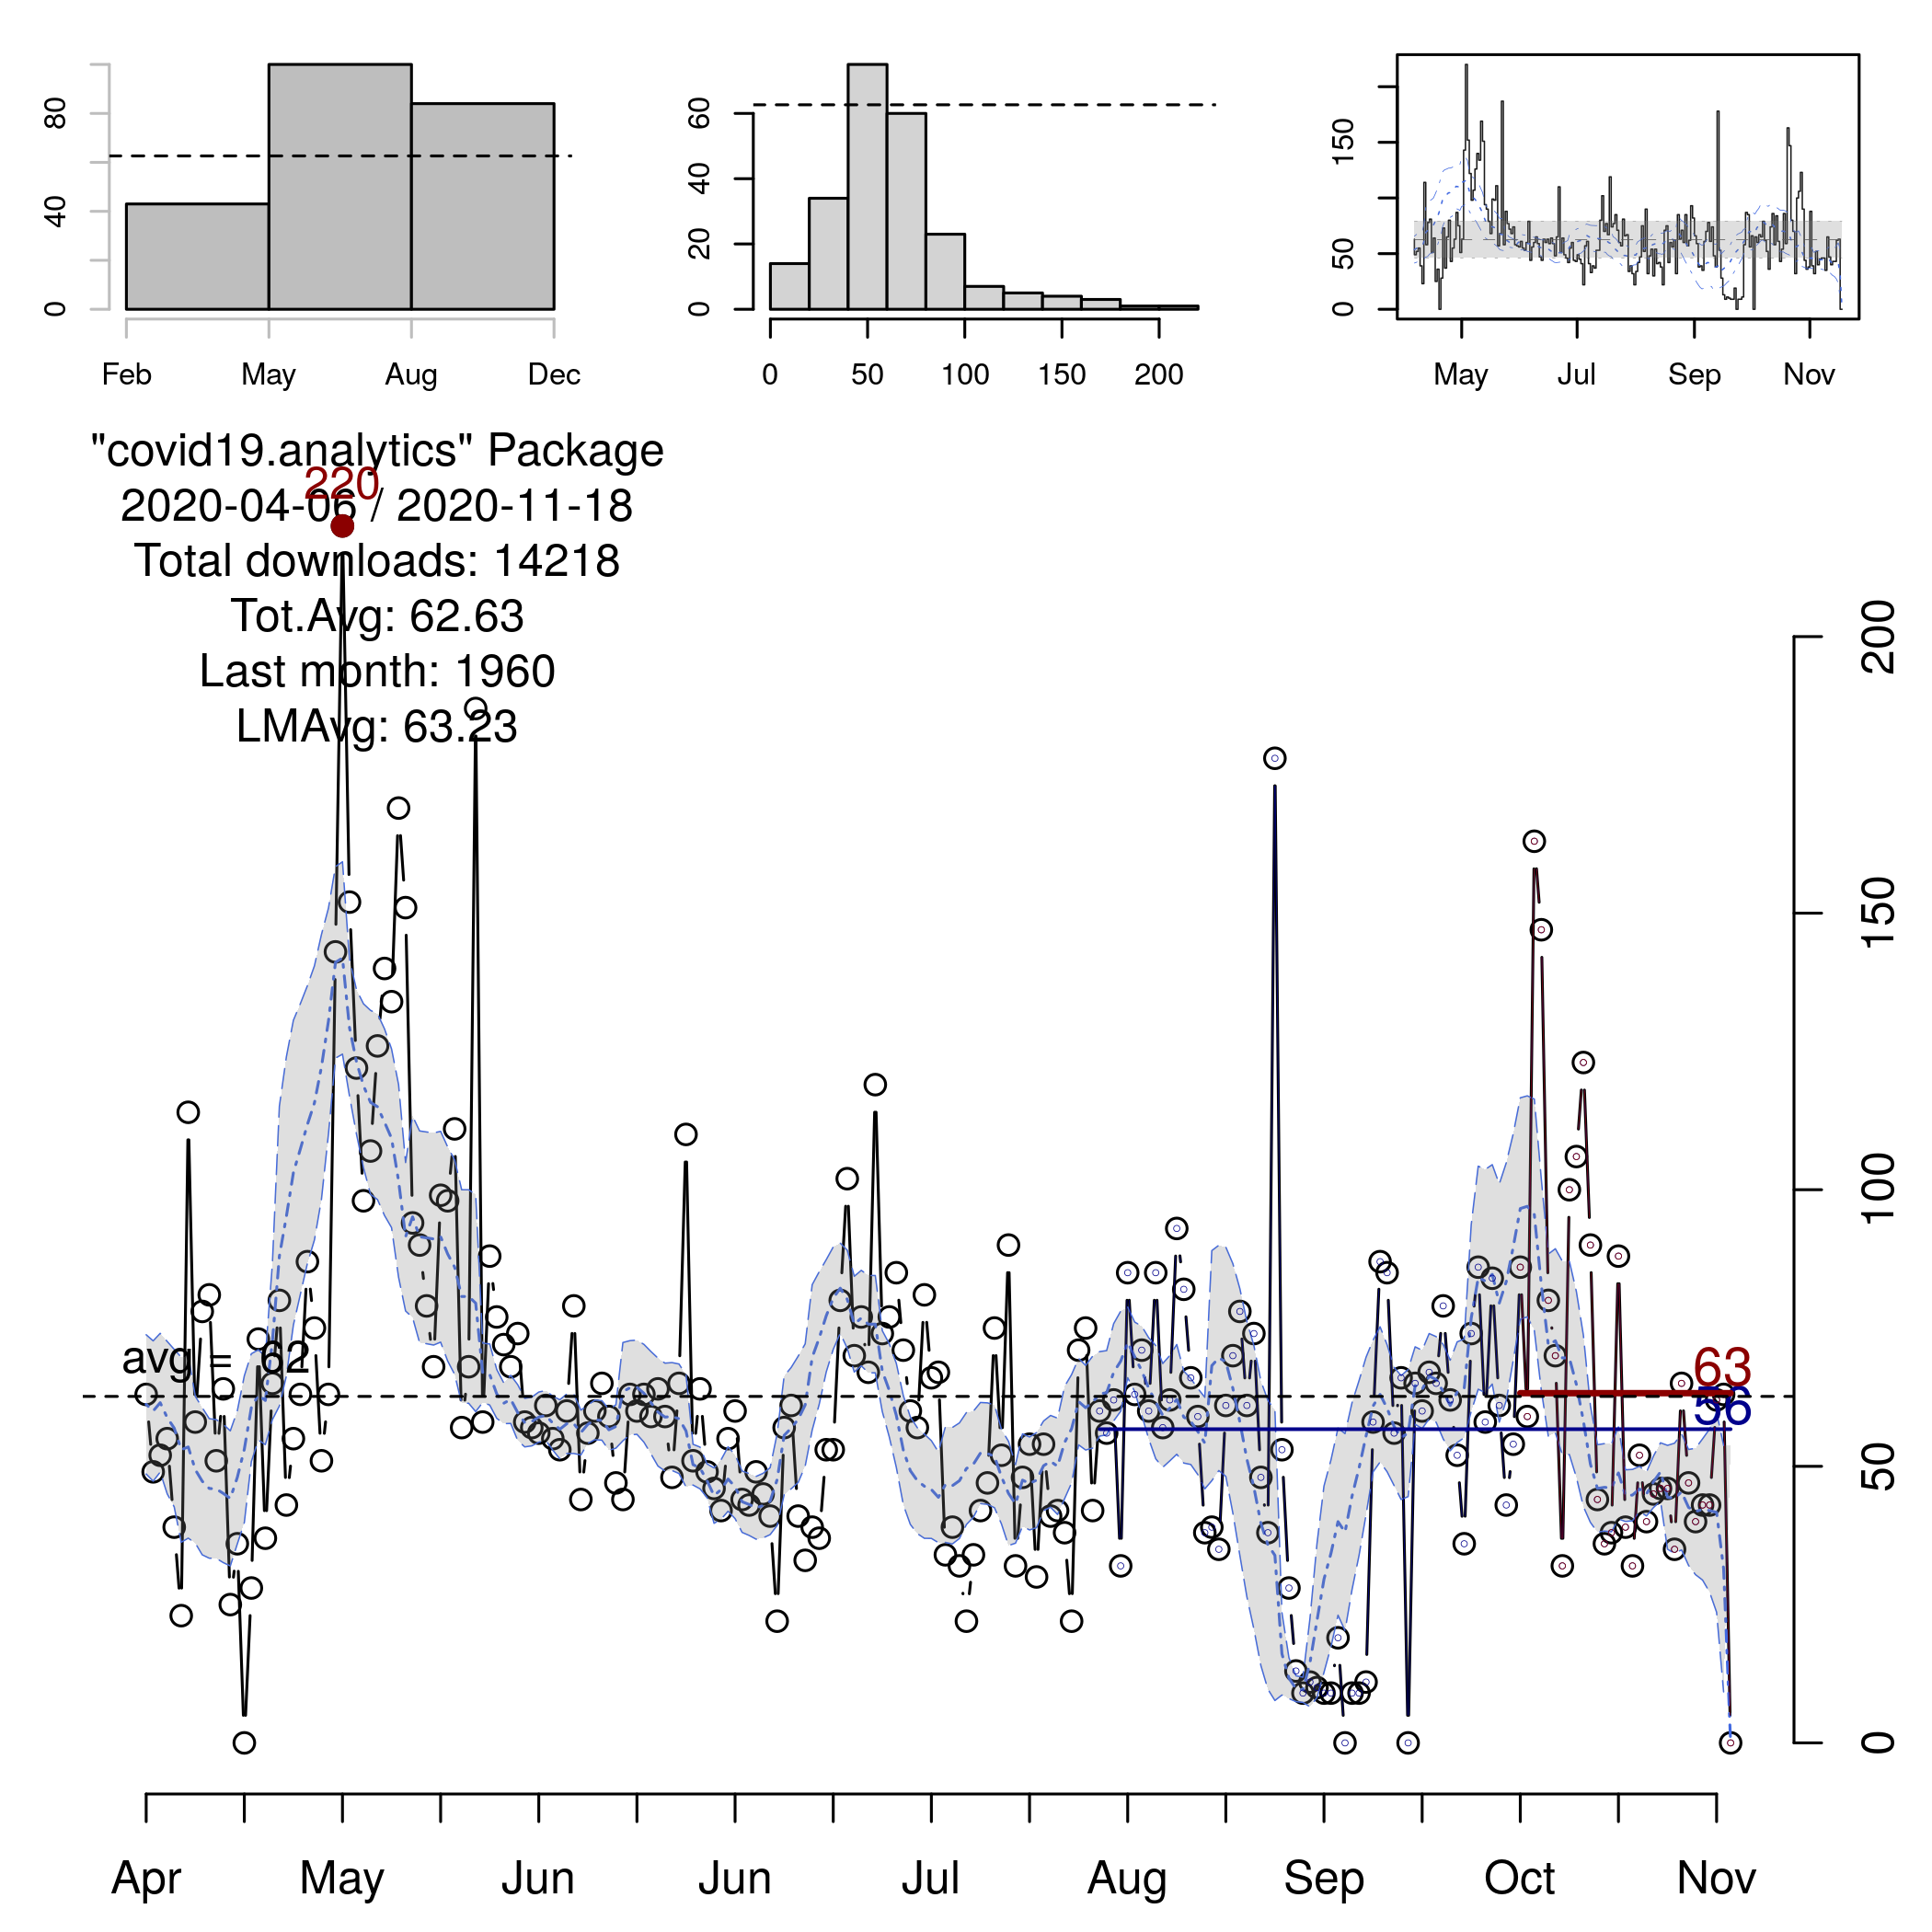 80
40
0
Feb May Aug Dec
60
40
20
0
0 50 100 150 200
150
50
0
May Jul Sep Nov
"covid19.analytics" Package
220
2020-04-06 / 2020-11-18
Total downloads: 14218
Tot.Avg: 62.63
Last month: 1960
LMAvg: 63.23
200
150
100
50
0
avg = 62
63
56
Apr May Jun Jun Jul Aug Sep Oct Nov